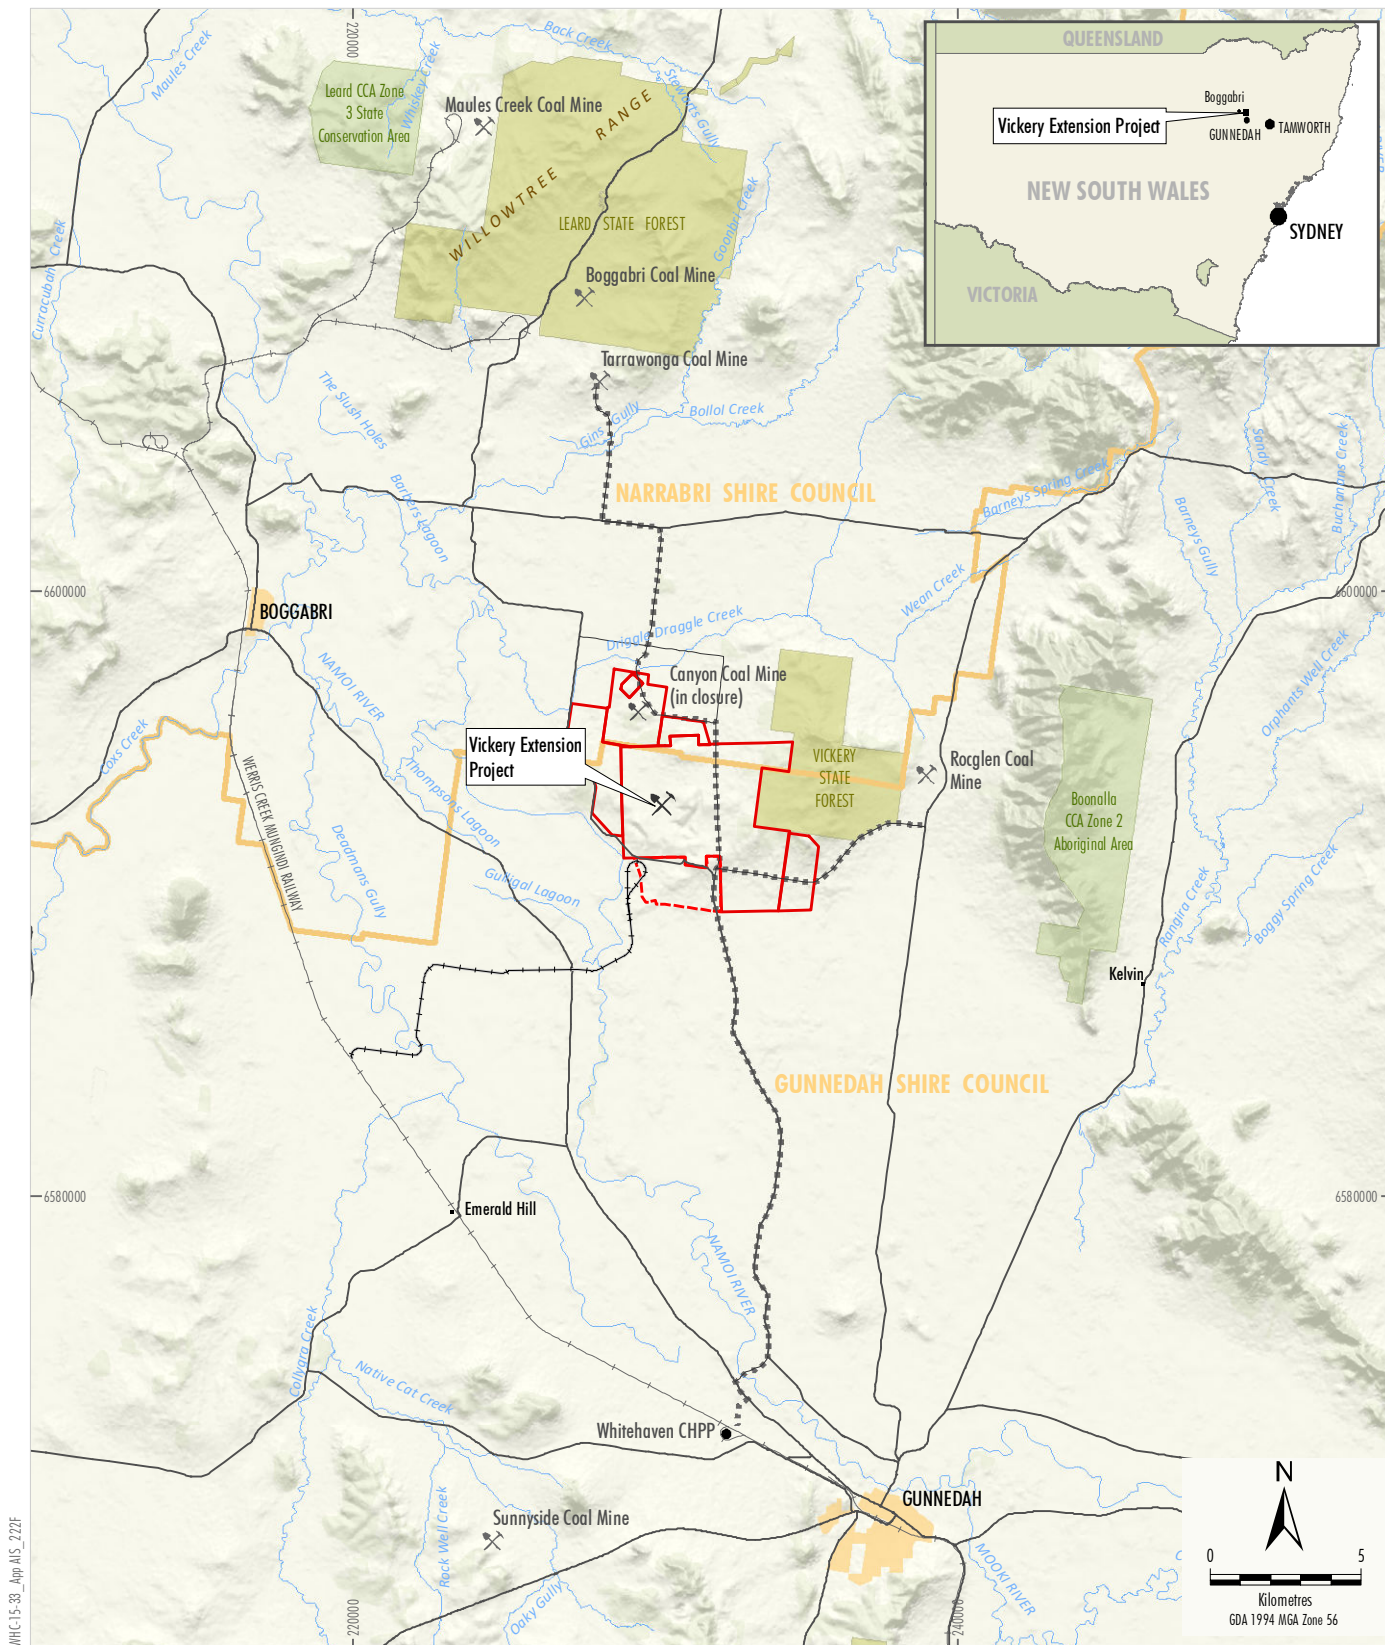 220000
Back Creek
Maules Creek
Whiskey Creek
Stewarts Gully
Leard CCA Zone
3 State
Conservation Area
Maules Creek Coal Mine
WILLOWTREE RANGE
LEARD STATE FOREST
Goonbri Creek
Curracubah Creek
Boggabri Coal Mine
Tarrawonga Coal Mine
QUEENSLAND
Boggabri
Vickery Extension Project
GUNNEDAH
TAMWORTH
NEW SOUTH WALES
SYDNEY
VICTORIA
The Slush Holes
Gins Gully
Bollol Creek
Barbers Lagoon
NARRABRI SHIRE COUNCIL
Barneys Spring Creek
Barneys Gully
Sandy Creek
Buchanans Creek
6600000
6600000
BOGGABRI
Wean Creek
Driggle Draggle Creek
Orphants Well Creek
NAMOI RIVER
Canyon Coal Mine
(in closure)
Coxs Creek
Vickery Extension
Project
VICKERY
STATE
FOREST
Rocglen Coal
Mine
WERRIS CREEK MUNGINDI RAILWAY
Thompsons Lagoon
Boonalla
CCA Zone 2
Aboriginal Area
Deadmans Gully
Gulligal Lagoon
Rangira Creek
Boggy Spring Creek
Kelvin
GUNNEDAH SHIRE COUNCIL
6580000
6580000
Emerald Hill
NAMOI RIVER
Collygra Creek
Native Cat Creek
Whitehaven CHPP
GUNNEDAH
Sunnyside Coal Mine
Rock Well Creek
Oaky Gully
MOOKI RIVER
220000
240000
N
0 5
Kilometres
GDA 1994 MGA Zone 56
WHC-15-33_App AIS_222F